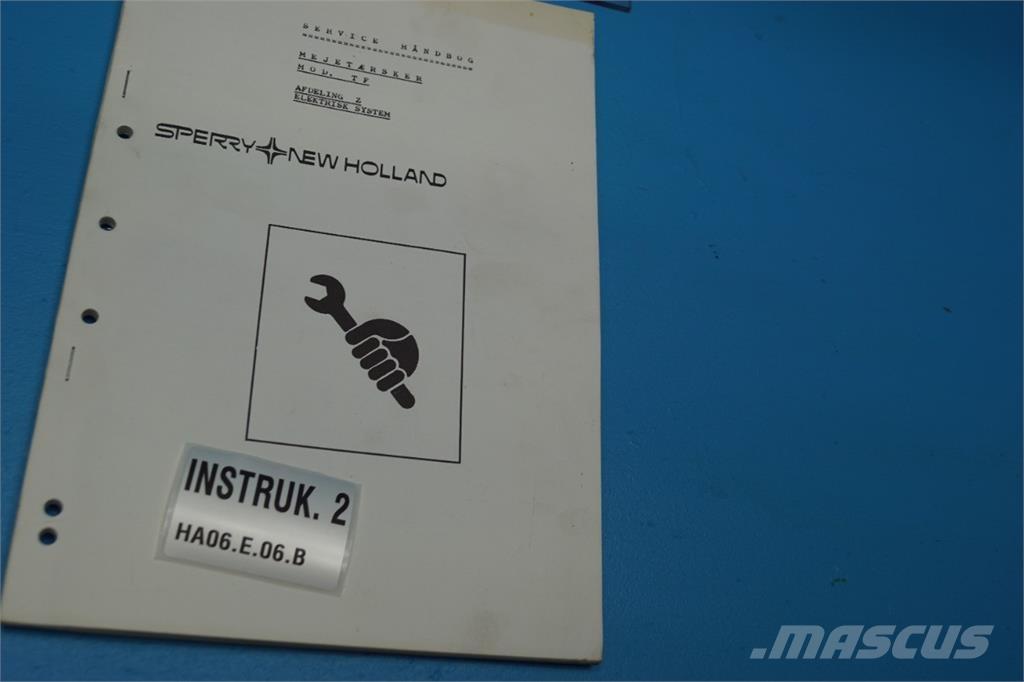 SERVICE HÅNDBOG
MEJETÆRSKER
MOD. TF
AFDELING 2
ELEKTRISK SYSTEM
SPERRY NEW HOLLAND
INSTRUK. 2
HA06.E.06.B
.MASCUS